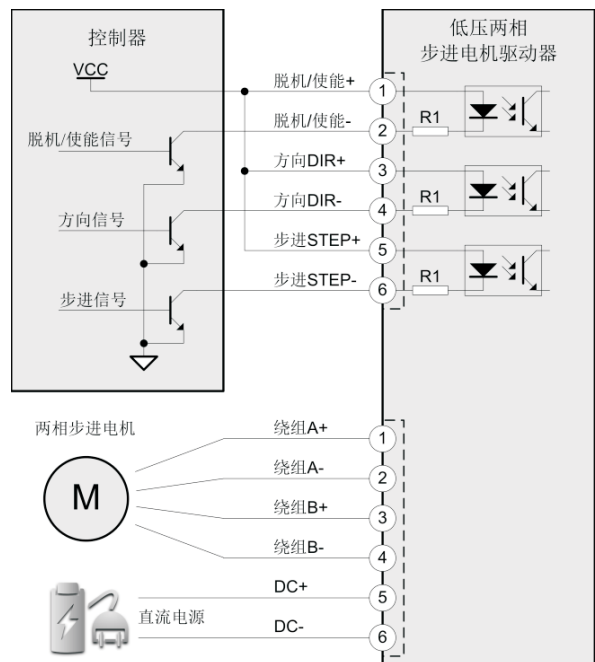 控制器
VCC
脱机/使能信号
方向信号
步进信号
脱机/使能+
脱机/使能-
方向DIR+
方向DIR-
步进STEP+
步进STEP-
低压两相
步进电机驱动器
1
2
R1
3
4
R1
5
6
R1
两相步进电机
M
绕组A+
绕组A-
绕组B+
绕组B-
直流电源
DC+
DC-
1
2
3
4
5
6